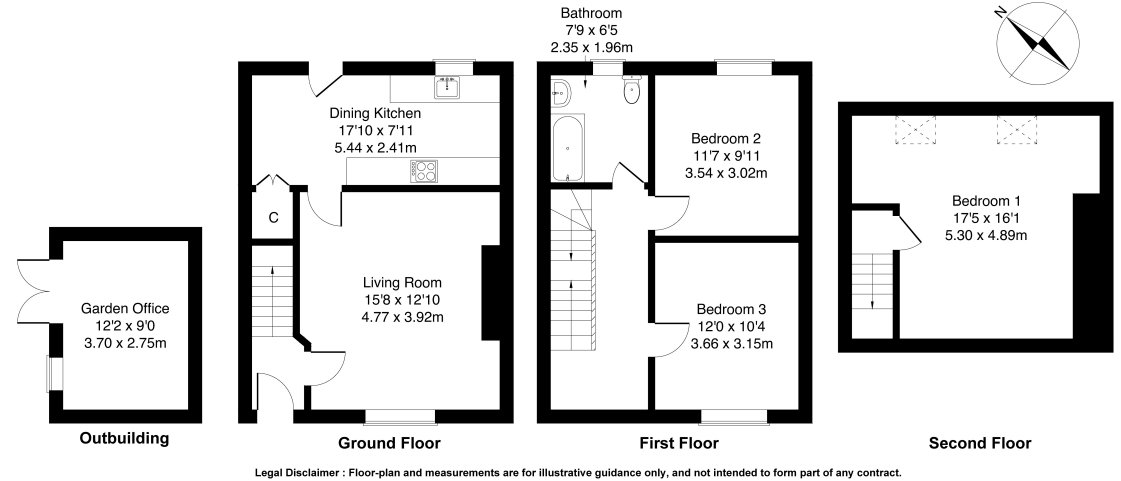 Bathroom
7'9 x 6'5
2.35 x 1.96m
N
Dining Kitchen
17'10 x 7'11
5.44 x 2.41m
Bedroom 2
11'7 x 9'11
3.54 x 3.02m
Bedroom 1
17'5 x 16'1
5.30 x 4.89m
C
Living Room
15'8 x 12'10
4.77 x 3.92m
Garden Office
12'2 x 9'0
3.70 x 2.75m
Bedroom 3
12'0 x 10'4
3.66 x 3.15m
Outbuilding
Ground Floor
First Floor
Second Floor
Legal Disclaimer : Floor-plan and measurements are for illustrative guidance only, and not intended to form part of any contract.